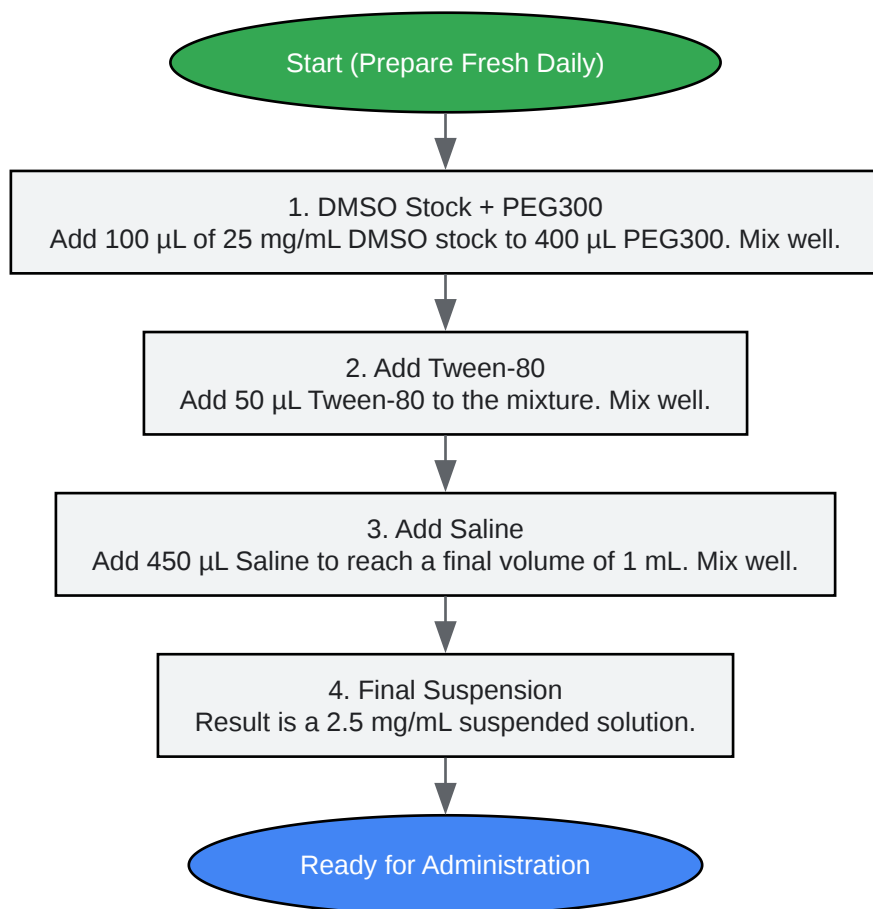 Start (Prepare Fresh Daily)
1. DMSO Stock + PEG300
Add 100 µL of 25 mg/mL DMSO stock to 400 µL PEG300. Mix well.
2. Add Tween-80
Add 50 µL Tween-80 to the mixture. Mix well.
3. Add Saline
Add 450 µL Saline to reach a final volume of 1 mL. Mix well.
4. Final Suspension
Result is a 2.5 mg/mL suspended solution.
Ready for Administration